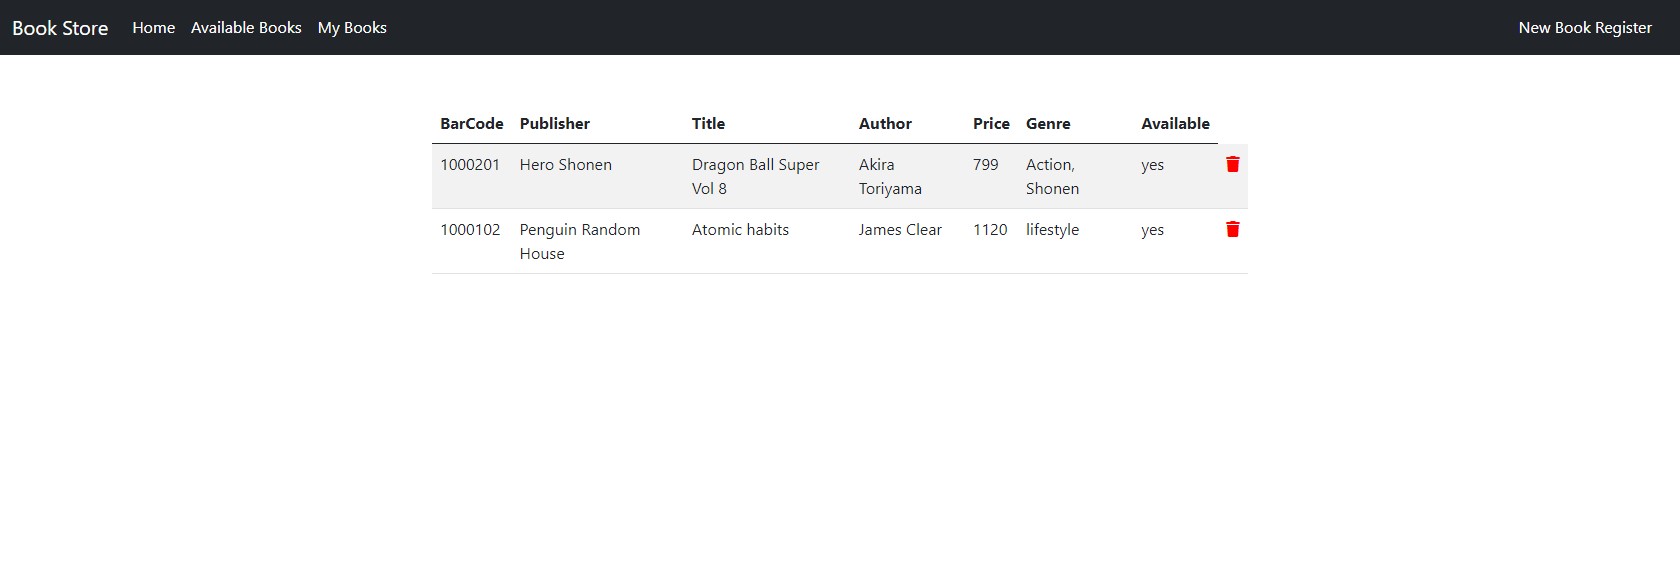 Book Store Home Available Books My Books New Book Register
BarCode Publisher Title Author Price Genre Available
1000201 Hero Shonen Dragon Ball Super Akira 799 Action, yes
Vol 8 Toriyama Shonen
1000102 Penguin Random Atomic habits James Clear 1120 lifestyle yes
House